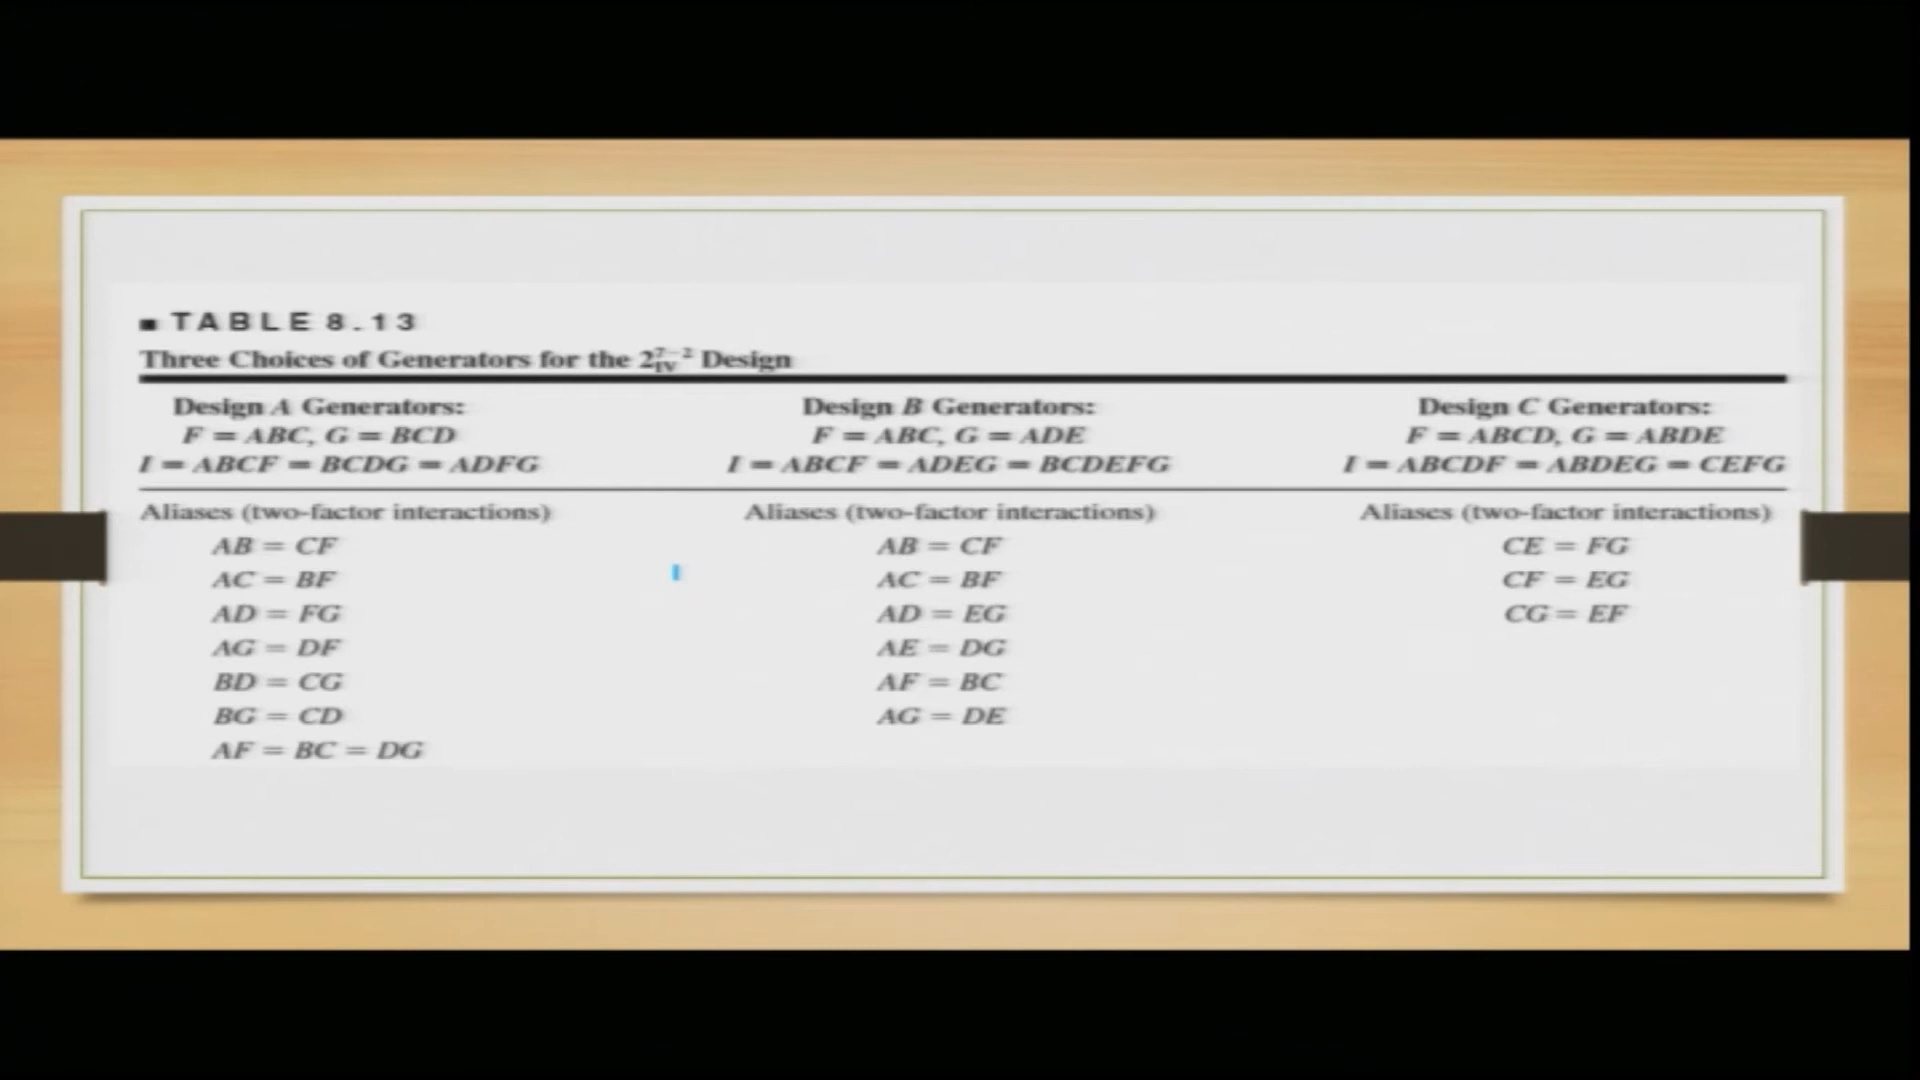 ■ TABLE 8.13
Three Choices of Generators for the 2_IV^7-2 Design
Design A Generators:
F = ABC, G = BCD
I = ABCF = BCDG = ADFG
Aliases (two-factor interactions)
AB = CF
AC = BF
AD = FG
AG = DF
BD = CG
BG = CD
AF = BC = DG
Design B Generators:
F = ABC, G = ADE
I = ABCF = ADEG = BCDEFG
Aliases (two-factor interactions)
AB = CF
AC = BF
AD = EG
AE = DG
AF = BC
AG = DE
Design C Generators:
F = ABCD, G = ABDE
I = ABCDF = ABDEG = CEFG
Aliases (two-factor interactions)
CE = FG
CF = EG
CG = EF